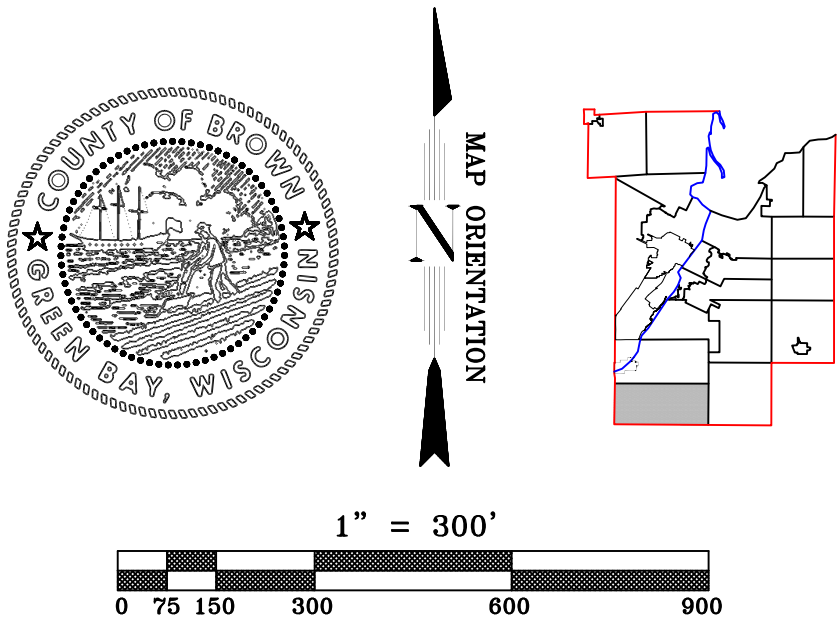 COUNTY OF BROWN
GREEN BAY, WISCONSIN
MAP ORIENTATION
N
1" = 300'
0 75 150 300 600 900